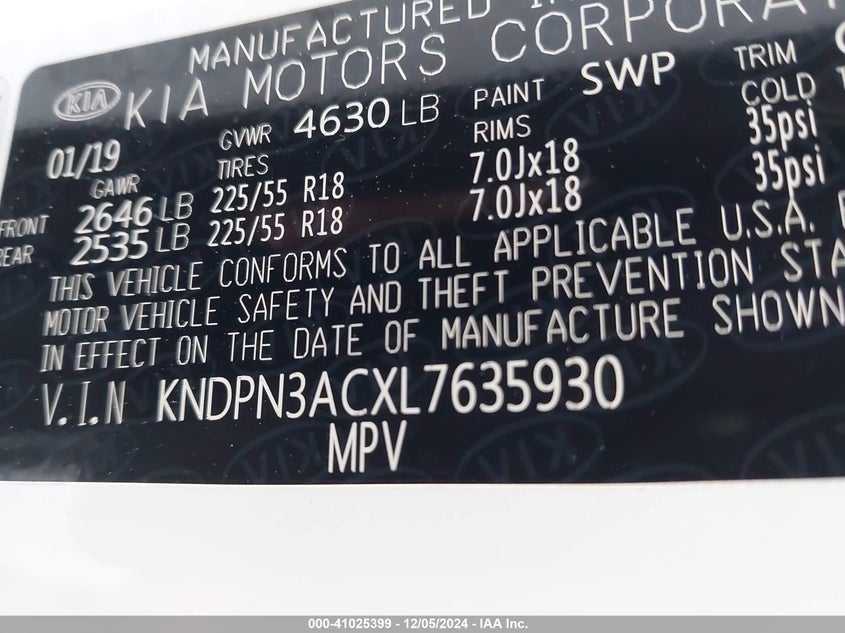 MANUFACTURED
KIA KIA MOTORS
01/19 GVWR 4630 LB PAINT SWP TRIM
GAWR TIRES RIMS COLD
FRONT 2646 LB 225/55 R18 7.0Jx18 35psi
REAR 2535 LB 225/55 R18 7.0Jx18 35psi
THIS VEHICLE CONFORMS TO ALL APPLICABLE U.S.A.
MOTOR VEHICLE SAFETY AND THEFT PREVENTION
IN EFFECT ON THE DATE OF MANUFACTURE SHOWN
V.I.N KNDPN3ACXL7635930
MPV
000-41025399 - 12/05/2024 - IAA Inc.